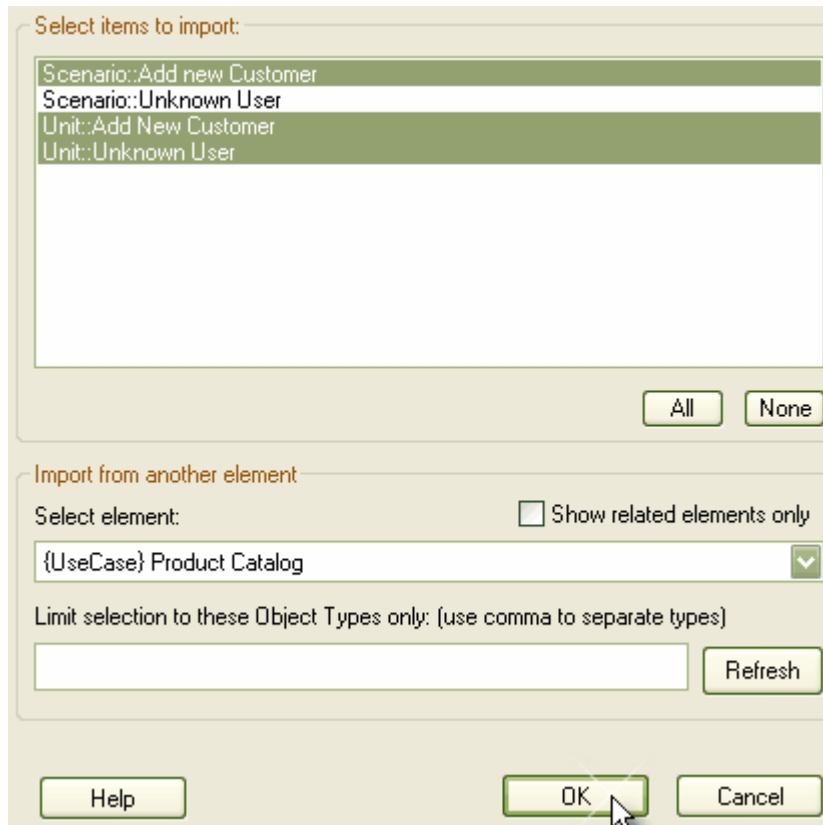 Select items to import:
Scenario::Add new Customer
Scenario::Unknown User
Unit::Add New Customer
Unit::Unknown User
All None
Import from another element
Select element: Show related elements only
{UseCase} Product Catalog
Limit selection to these Object Types only: (use comma to separate types)
Refresh
Help OK Cancel